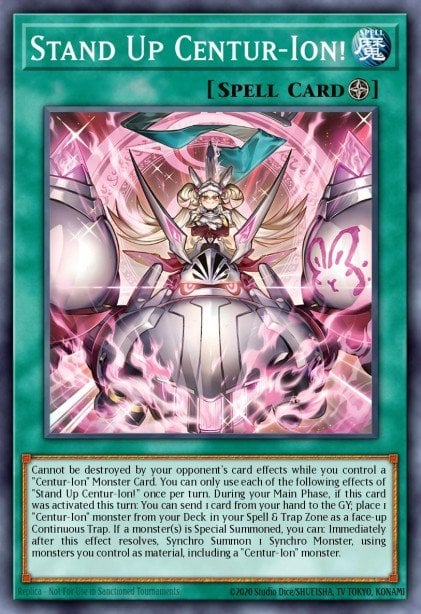 STAND UP CENTUR-ION!
SPELL
魔
[SPELL CARD]
Cannot be destroyed by your opponent's card effects while you control a
"Centur-Ion" Monster Card. You can only use each of the following effects of
"Stand Up Centur-Ion!" once per turn. During your Main Phase, if this card
was activated this turn: You can send 1 card from your hand to the GY; place 1
"Centur-Ion" monster from your Deck in your Spell & Trap Zone as a face-up
Continuous Trap. If a monster(s) is Special Summoned, you can: Immediately
after this effect resolves, Synchro Summon 1 Synchro Monster, using
monsters you control as material, including a "Centur-Ion" monster.
Replica - Not For Use in Sanctioned Tournaments
©2020 Studio Dice/SHUEISHA, TV TOKYO, KONAMI